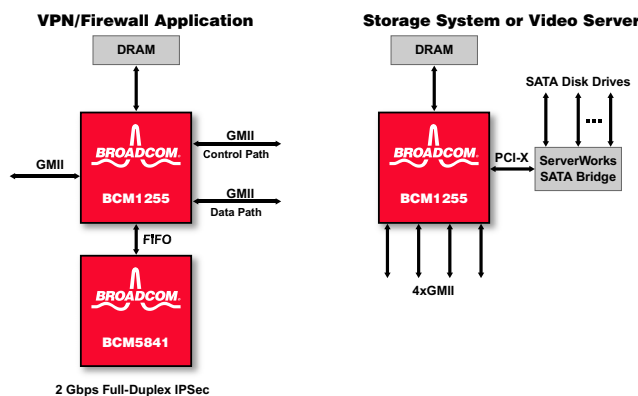 VPN/Firewall Application
DRAM
GMII
BROADCOM®
BCM1255
GMII
Control Path
GMII
Data Path
FIFO
BROADCOM®
BCM5841
2 Gbps Full-Duplex IPSec
Storage System or Video Server
DRAM
SATA Disk Drives
BROADCOM®
BCM1255
PCI-X
ServerWorks
SATA Bridge
4xGMII